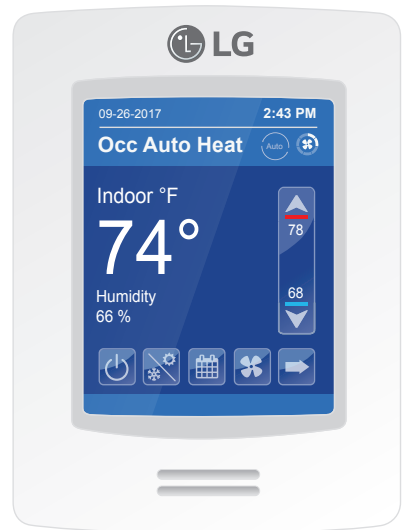 LG
09-26-2017 2:43 PM
Occ Auto Heat Auto
Indoor °F
74°
78
Humidity
68
66 %